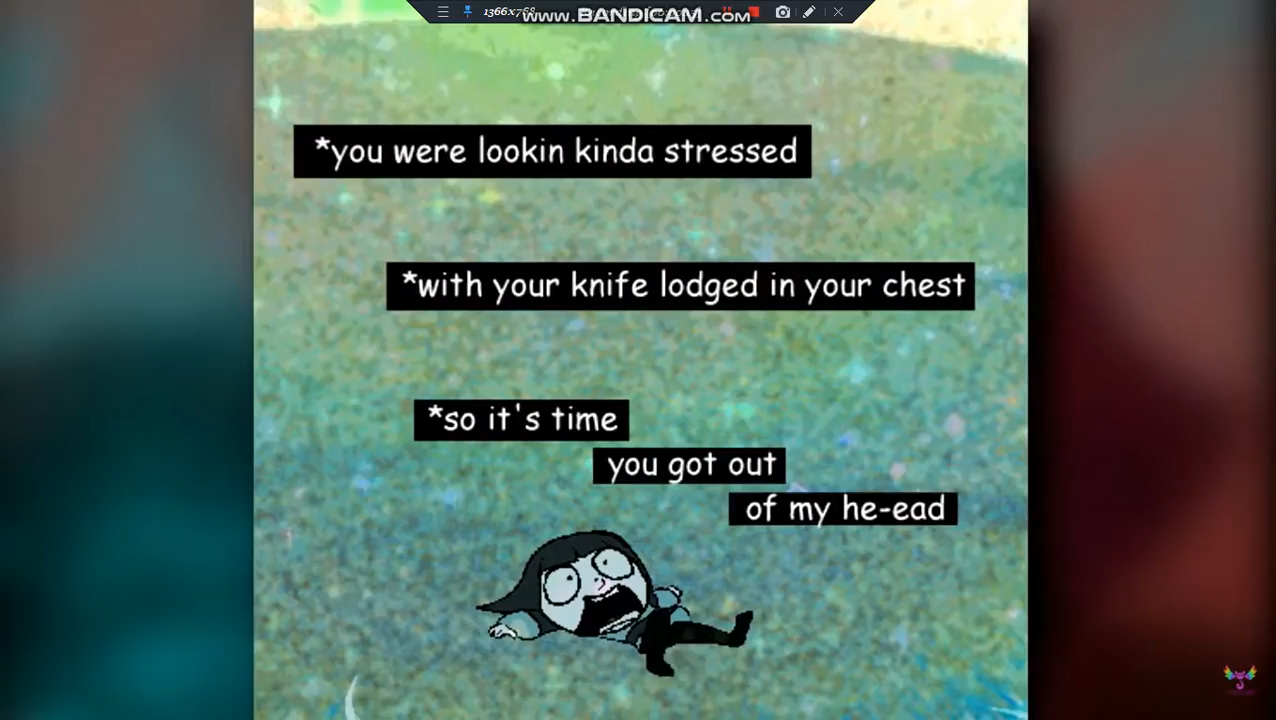 1366x768
www.BANDICAM.com
*you were lookin kinda stressed
*with your knife lodged in your chest
*so it's time
you got out
of my he-ead